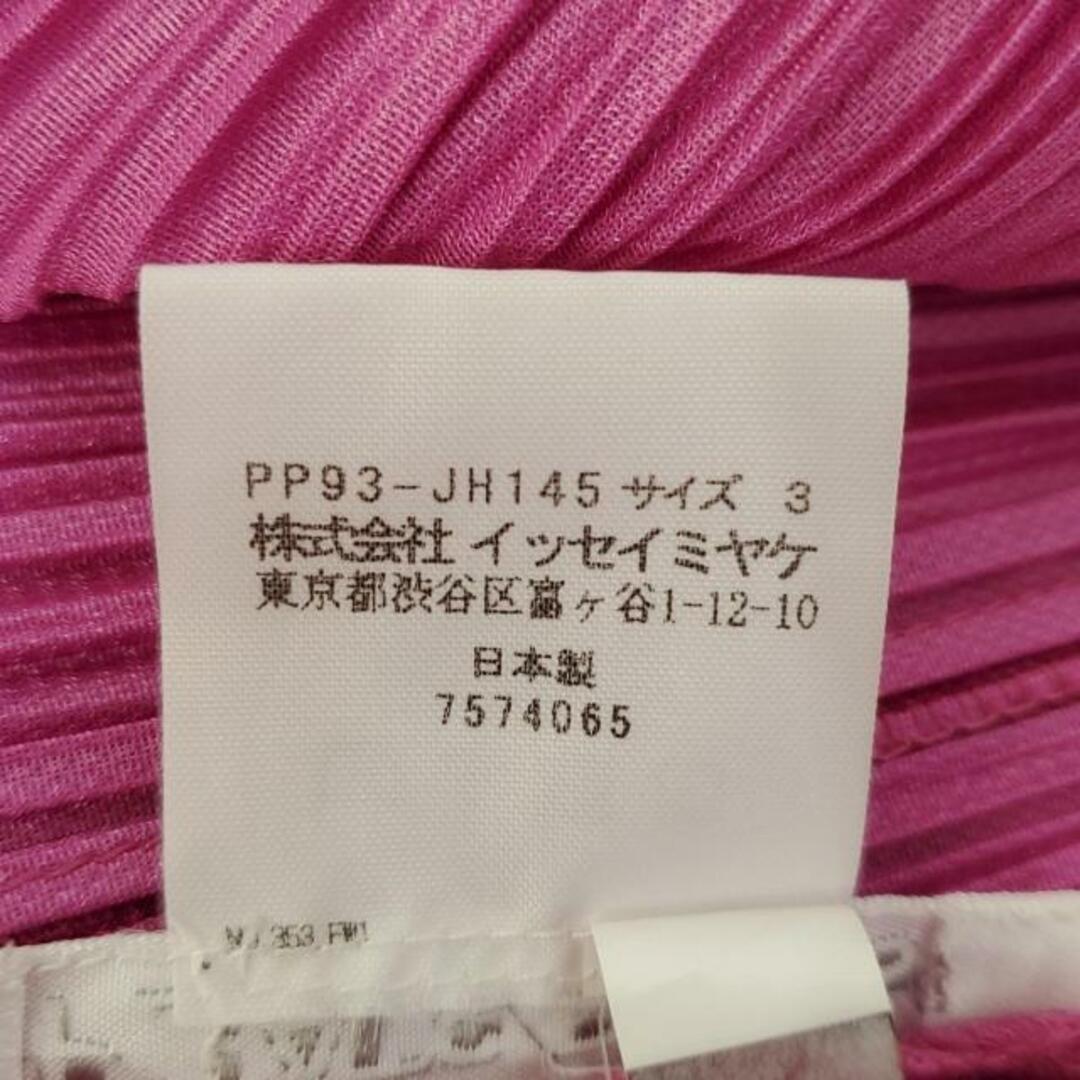 PP93-JH145 サイズ 3
株式会社 イッセイミヤケ
東京都渋谷区富ヶ谷1-12-10
日本製
7574065